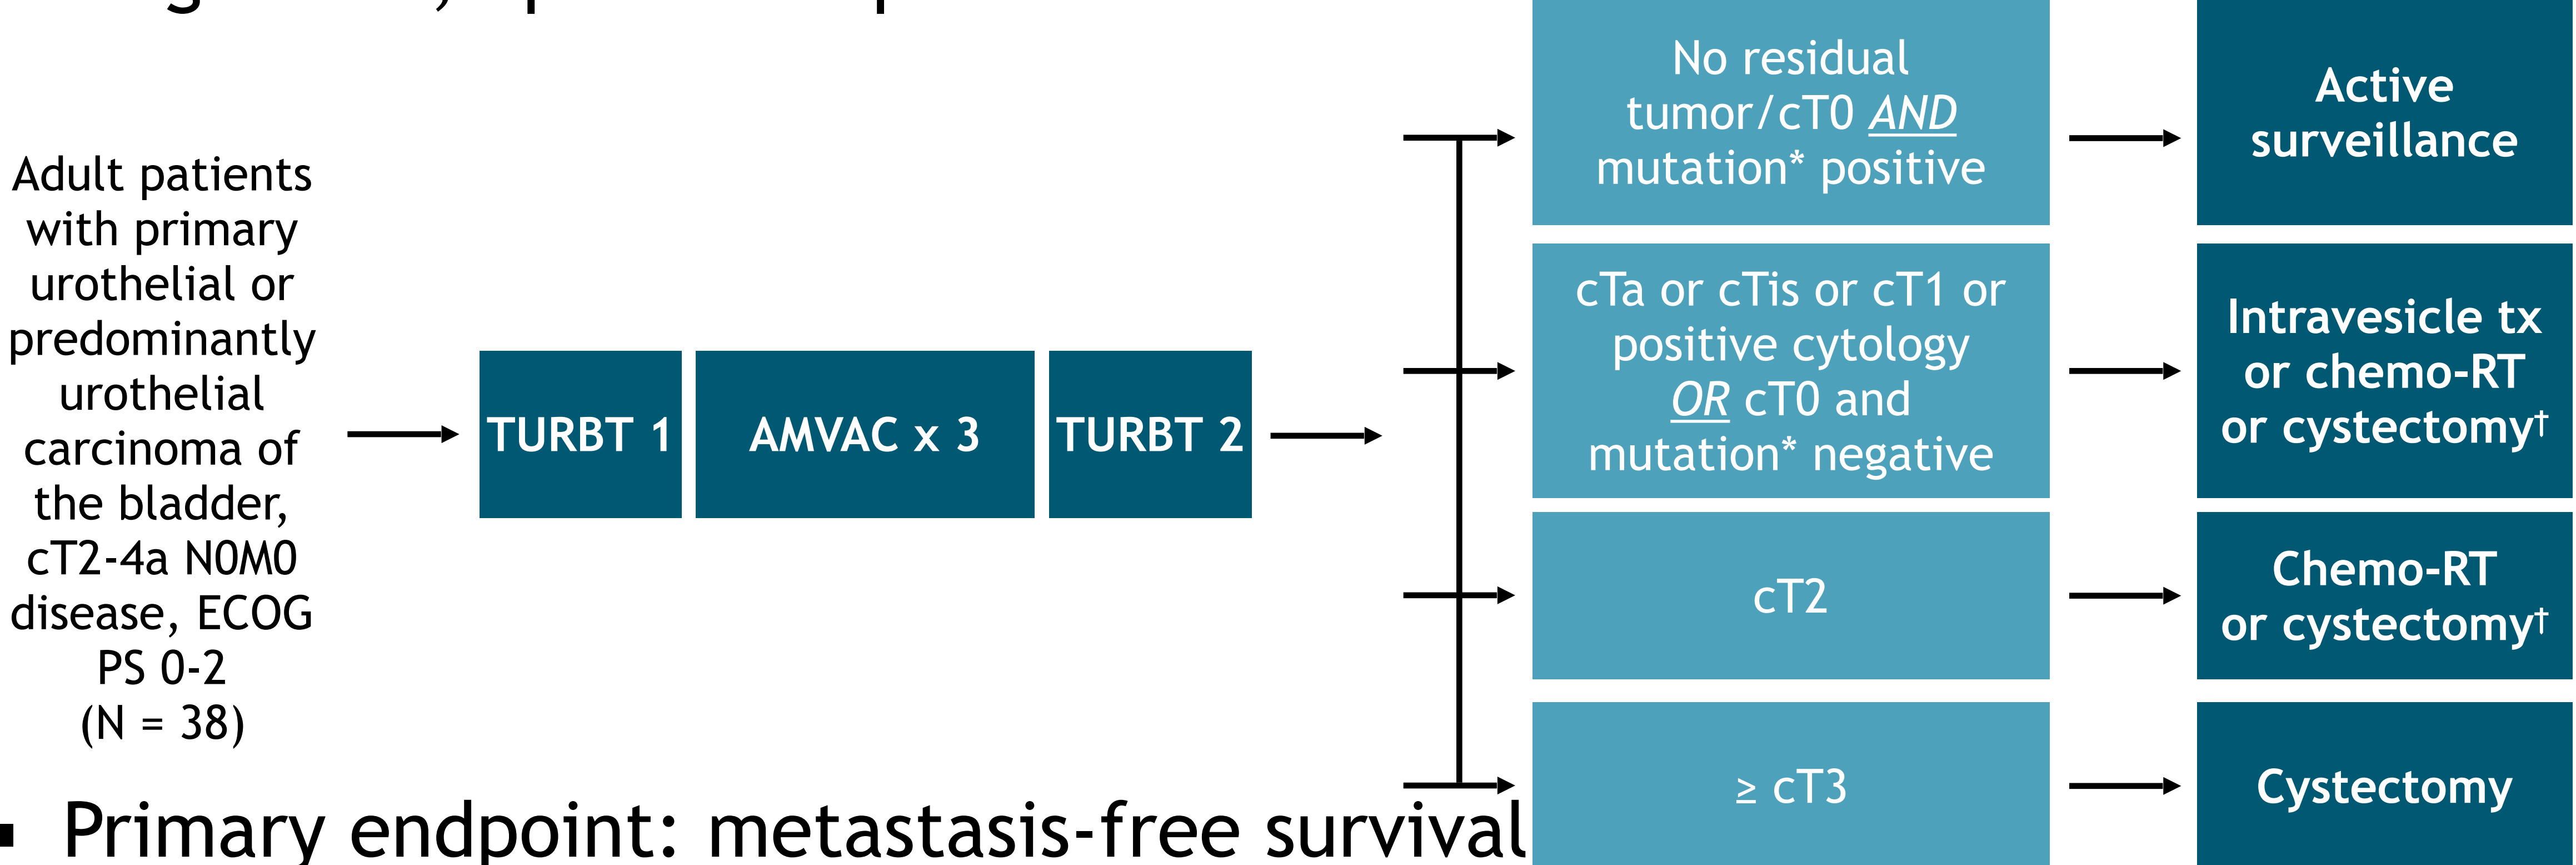 Adult patients
with primary
urothelial or
predominantly
urothelial
carcinoma of
the bladder,
cT2-4a N0M0
disease, ECOG
PS 0-2
(N = 38)
TURBT 1
AMVAC x 3
TURBT 2
No residual
tumor/cT0 AND
mutation* positive
Active
surveillance
cTa or cTis or cT1 or
positive cytology
OR cT0 and
mutation* negative
Intravesicle tx
or chemo-RT
or cystectomy†
cT2
Chemo-RT
or cystectomy†
≥ cT3
Cystectomy
▪ Primary endpoint: metastasis-free survival